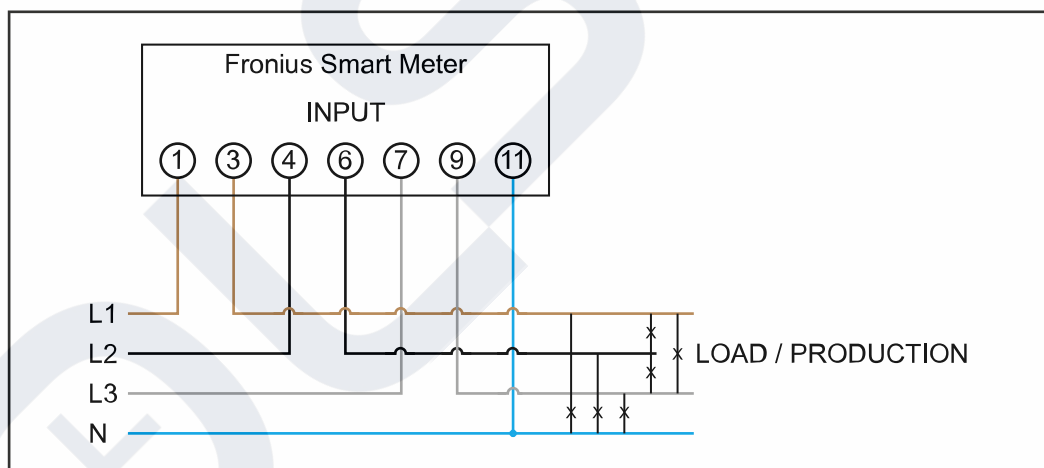 Fronius Smart Meter
INPUT
1 3 4 6 7 9 11
L1
L2 LOAD / PRODUCTION
L3
N